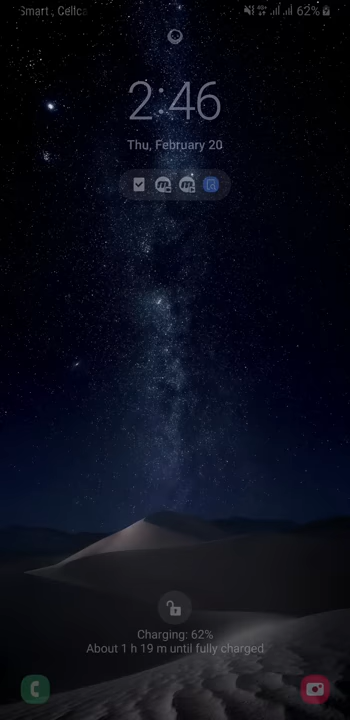 Smart , Cellca 62%
2:46
Thu, February 20
Charging: 62%
About 1 h 19 m until fully charged